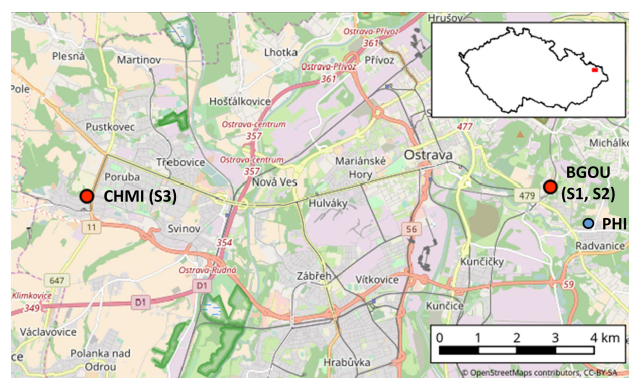 Hrušov
Ostrava-Přívoz
361
Přívoz
Plesná
Martinov
Lhotka
Ostrava-Přívoz
361
Pole
Hošťálkovice
Ostrava-centrum
357
477
Pustkovec
Michálko
Třebovice
Ostrava-centrum
357
Mariánské
Hory
Ostrava
Poruba
Nová Ves
BGOU
(S1, S2)
CHMI (S3)
479
Hulváky
PHI
11
Svinov
354
56
Radvanice
Kunčičky
647
Ostrava-Rudná
Zábřeh
Vítkovice
59
Klimkovice
349
D1
D1
Kunčice
Václavovice
0 1 2 3 4 km
Polanka nad
Odrou
Hrabůvka
© OpenStreetMaps contributors, CC-BY-SA